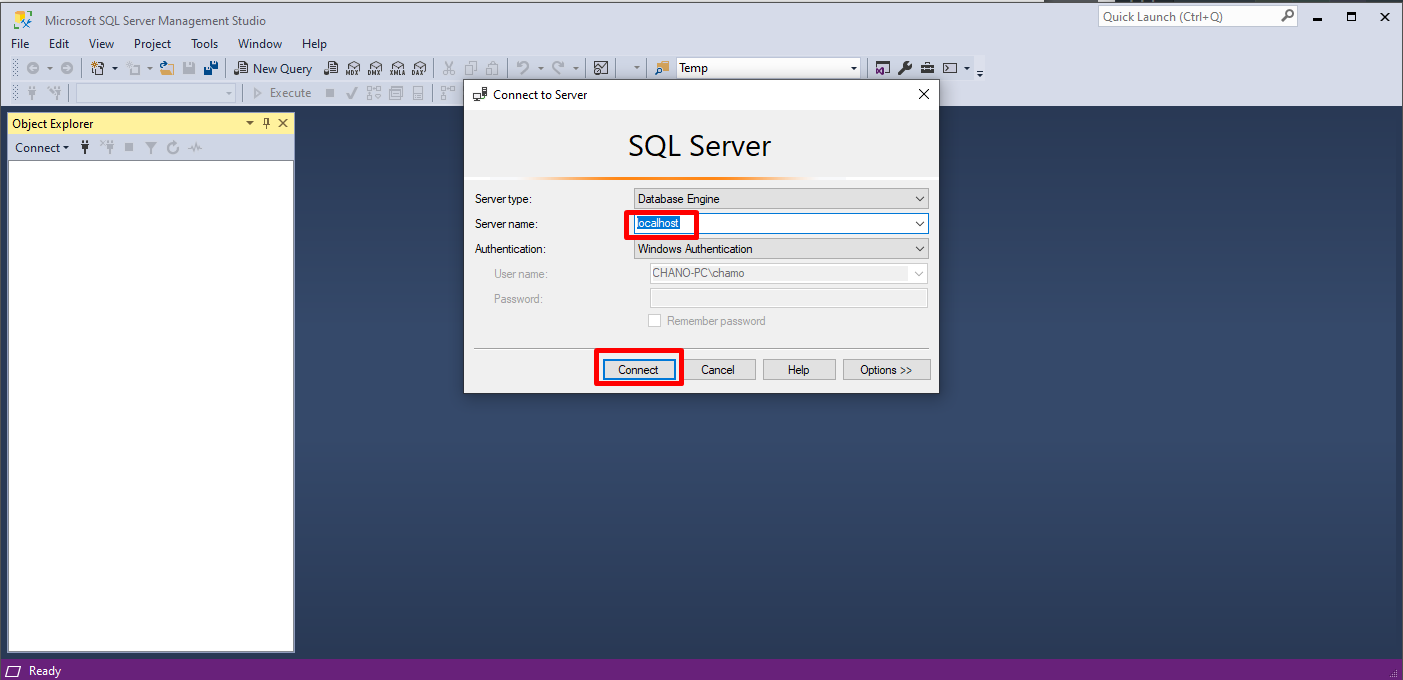 Microsoft SQL Server Management Studio
Quick Launch (Ctrl+Q)
File Edit View Project Tools Window Help
New Query MDX DMX XMLA DAX Temp
Execute
Object Explorer
Connect
Connect to Server
SQL Server
Server type: Database Engine
Server name: localhost
Authentication: Windows Authentication
User name: CHANO-PC\chamo
Password:
Remember password
Connect Cancel Help Options >>
Ready